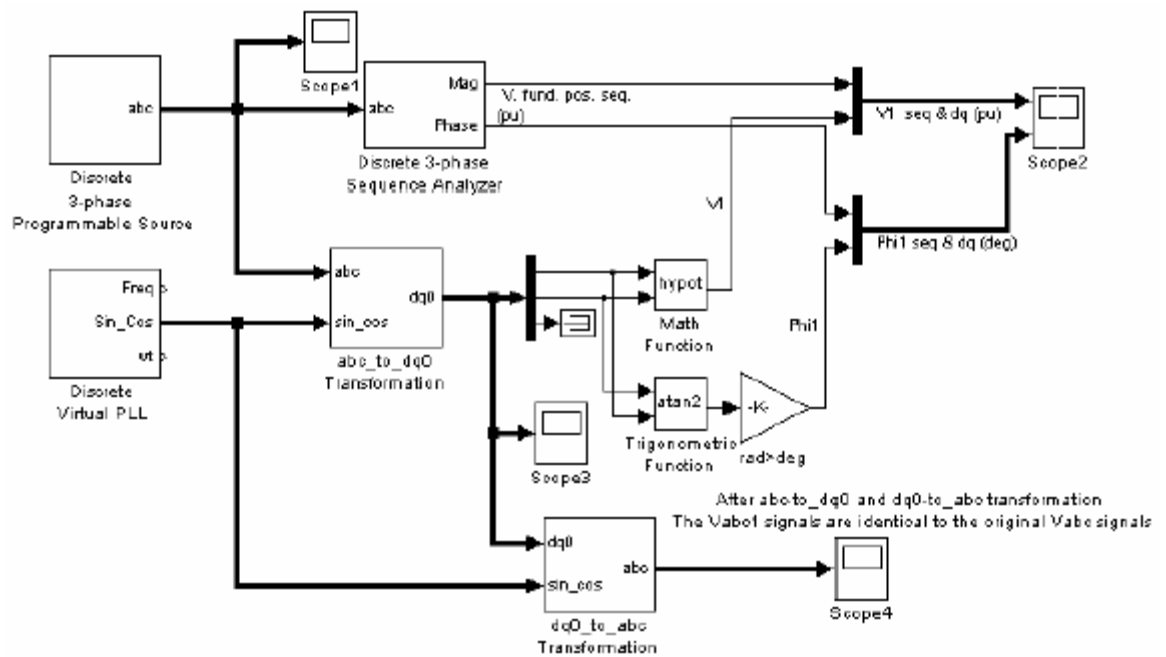 Scope1
abc
Discrete
3-phase
Programmable Source
abc
Mag
Phase
Discrete 3-phase
Sequence Analyzer
V. fund. pos. seq.
(pu)
V1 seq & dq (pu)
Scope2
Phi1 seq & dq (deg)
V1
Phi1
Freq
Sin_Cos
wt
Discrete
Virtual PLL
abc
sin_cos
dq0
abc_to_dq0
Transformation
hypot
Math
Function
atan2
Trigonometric
Function
-K-
rad>deg
Scope3
After abc-to_dq0 and dq0-to_abc transformation
The Vabc1 signals are identical to the original Vabc signals
dq0
sin_cos
abc
dq0_to_abc
Transformation
Scope4